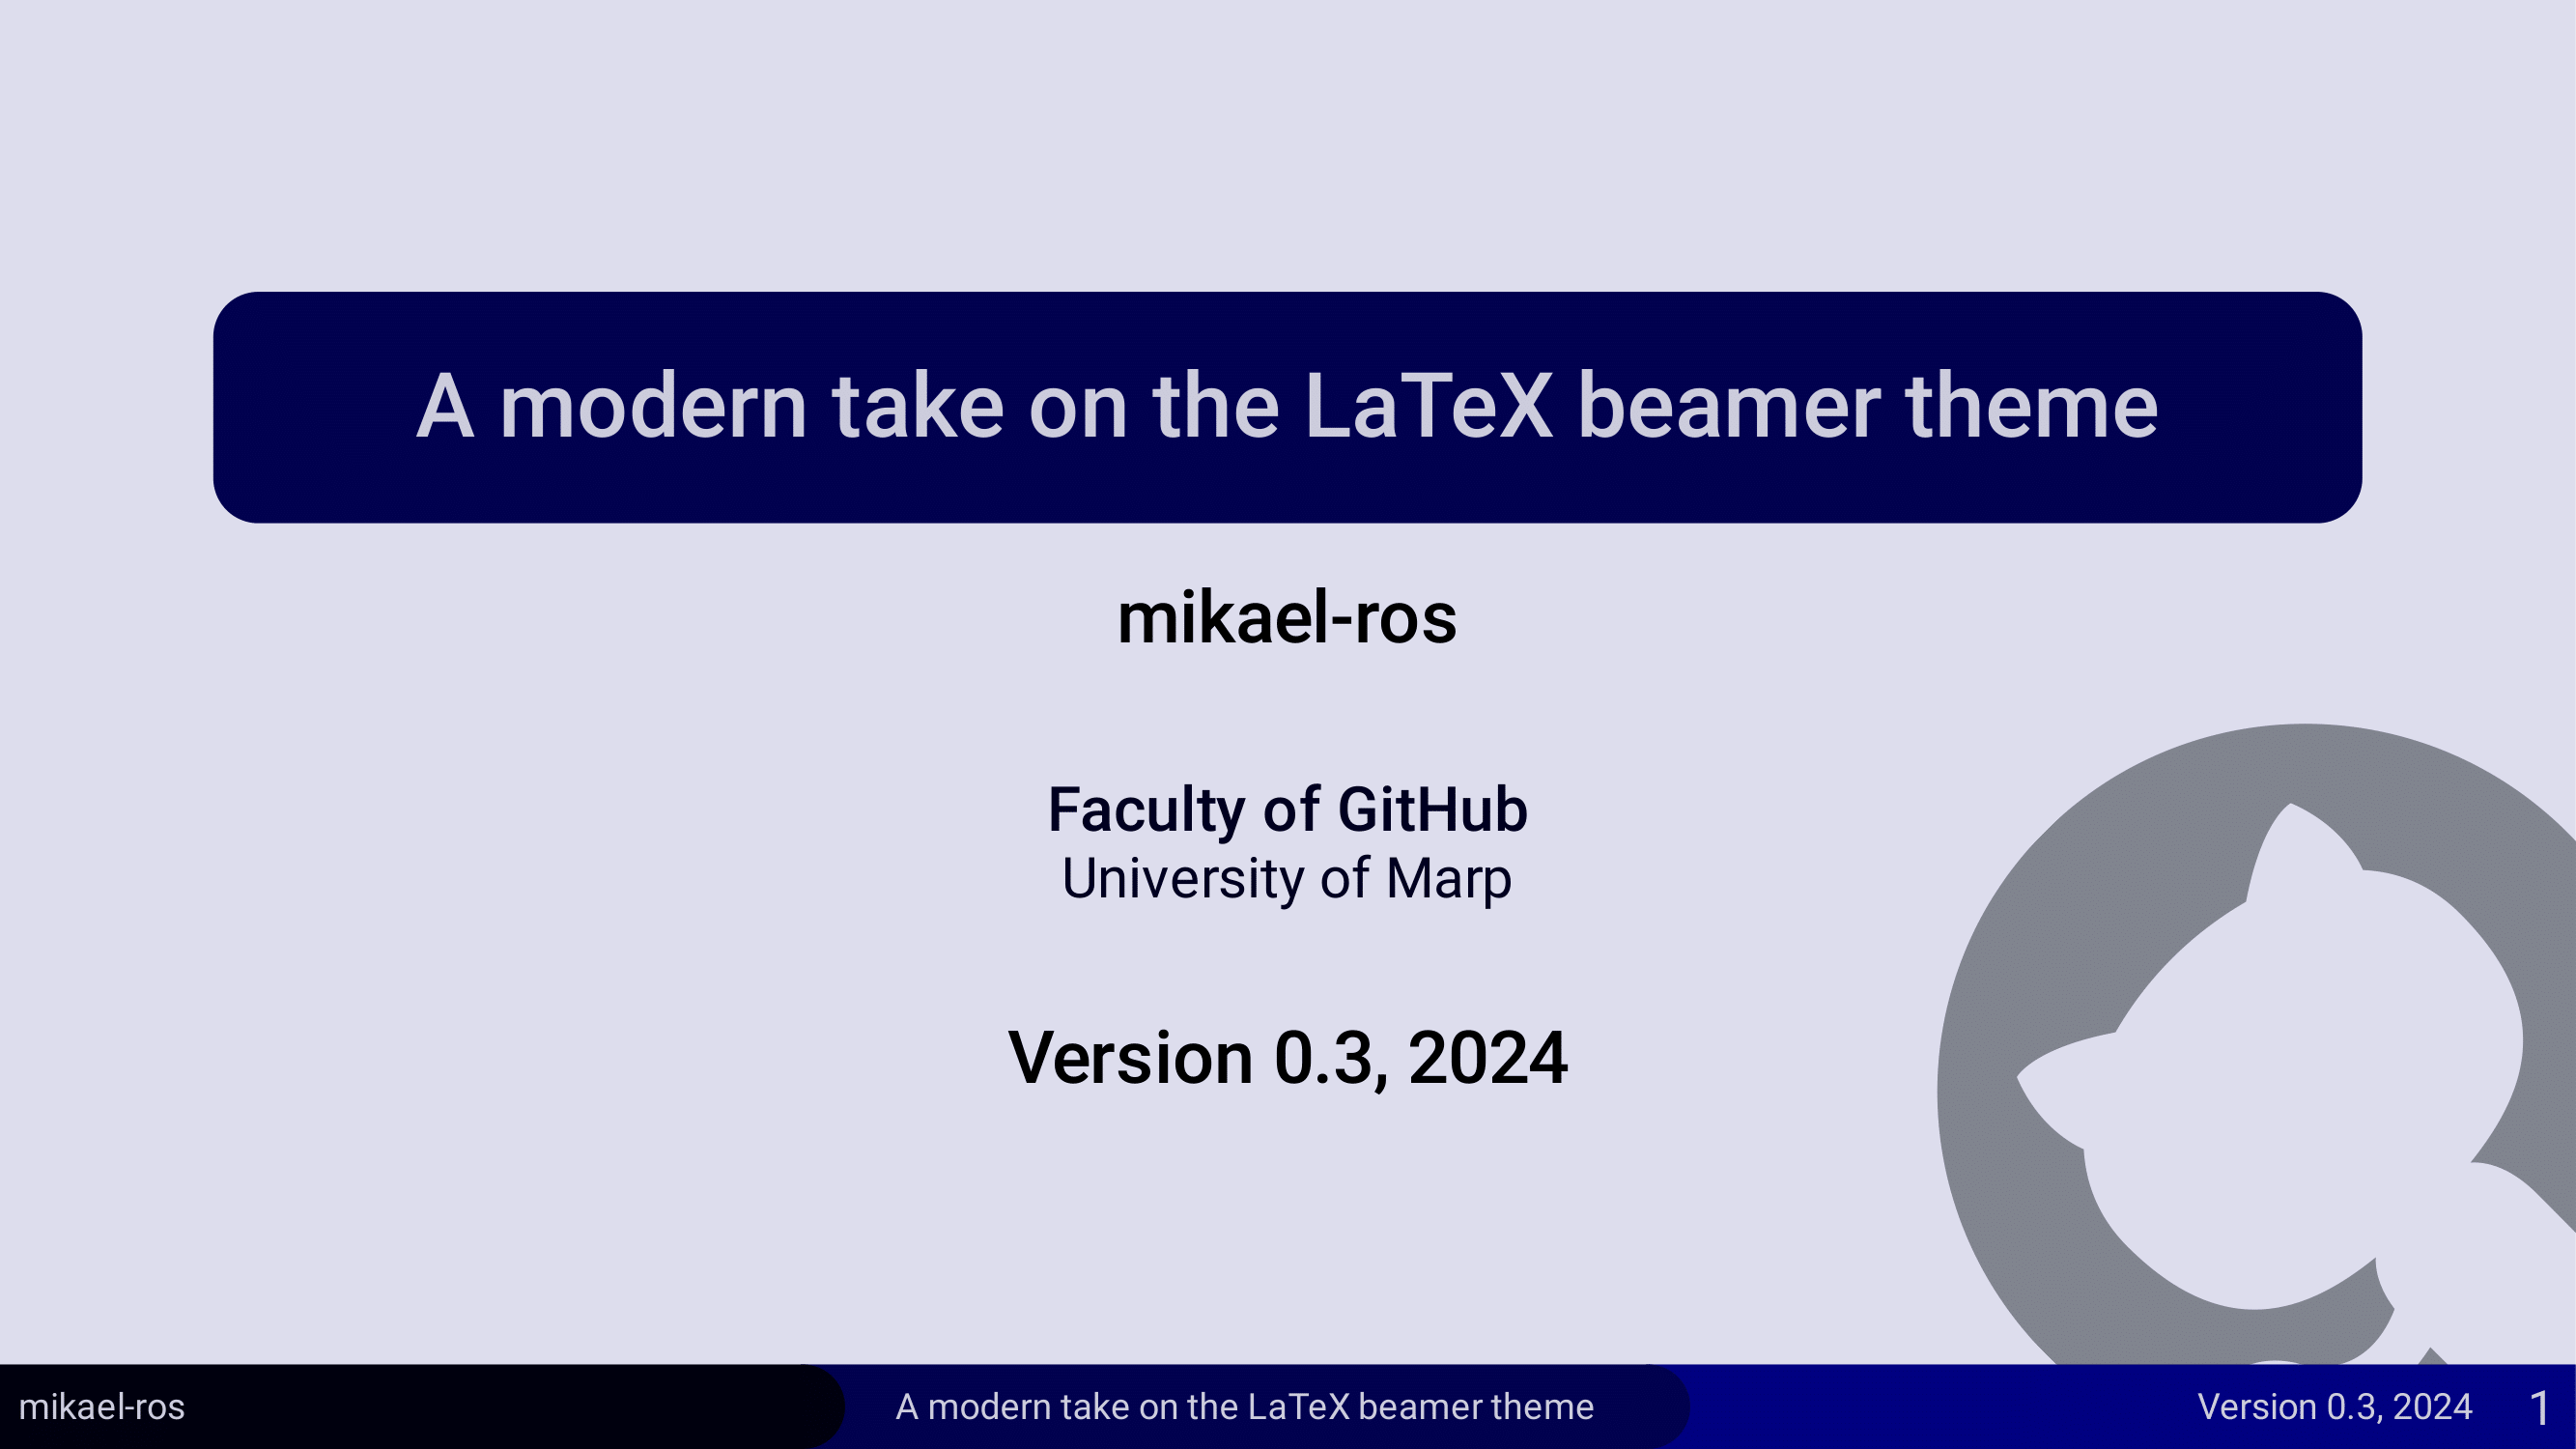 A modern take on the LaTeX beamer theme
mikael-ros
Faculty of GitHub
University of Marp
Version 0.3, 2024
mikael-ros
A modern take on the LaTeX beamer theme
Version 0.3, 2024
1